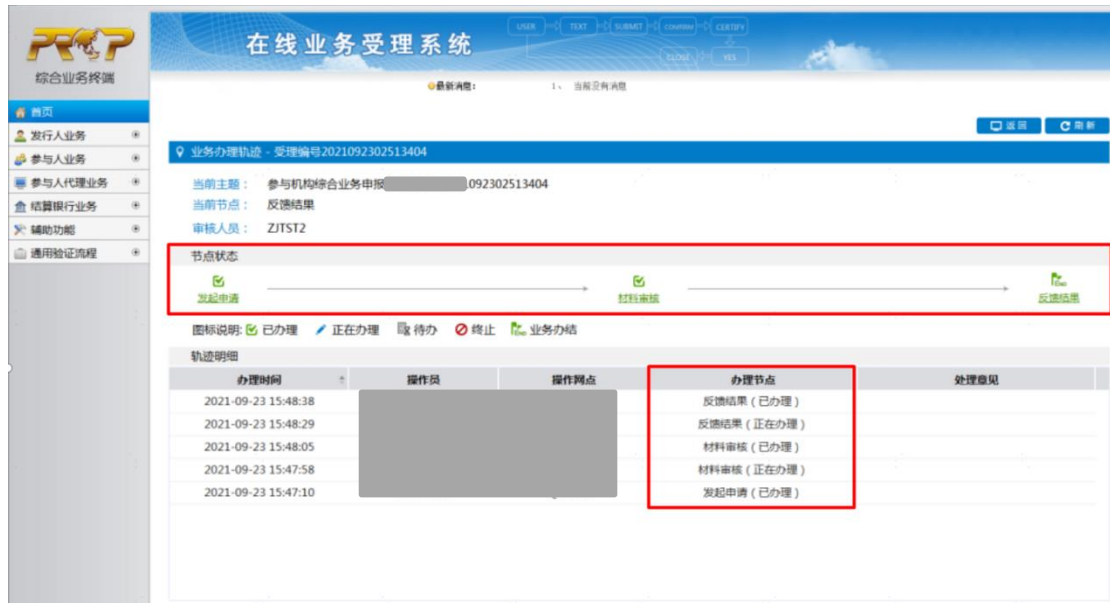 PROP
综合业务终端
在线业务受理系统
USER TEXT SUBMIT CONFIRM CERTIFY
CLOSE YES
最新消息: 1、 当前没有消息
首页
发行人业务
参与人业务
参与人代理业务
结算银行业务
辅助功能
通用验证流程
返回 刷新
业务办理轨迹 - 受理编号2021092302513404
当前主题: 参与机构综合业务申报 .092302513404
当前节点: 反馈结果
审核人员: ZJTST2
节点状态
发起申请 材料审核 反馈结果
图标说明: 已办理 正在办理 待办 终止 业务办结
轨迹明细
办理时间 操作员 操作网点 办理节点 处理意见
2021-09-23 15:48:38 反馈结果(已办理)
2021-09-23 15:48:29 反馈结果(正在办理)
2021-09-23 15:48:05 材料审核(已办理)
2021-09-23 15:47:58 材料审核(正在办理)
2021-09-23 15:47:10 发起申请(已办理)